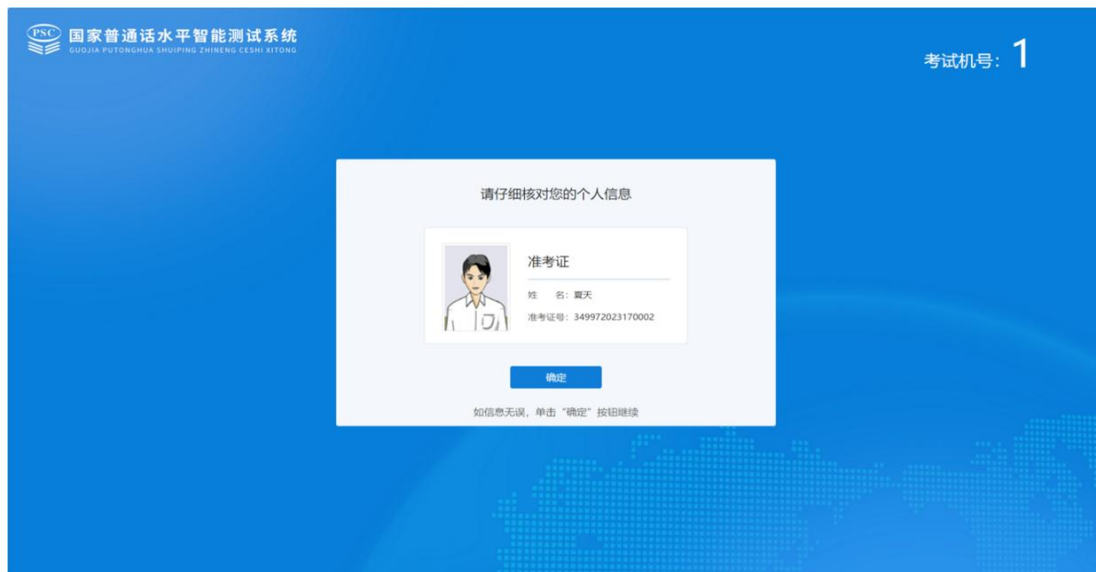 PSC 国家普通话水平智能测试系统
GUOJIA PUTONGHUA SHUIPING ZHINENG CESHI XITONG
考试机号: 1
请仔细核对您的个人信息
准考证
姓 名: 夏天
准考证号: 349972023170002
确定
如信息无误, 单击“确定”按钮继续